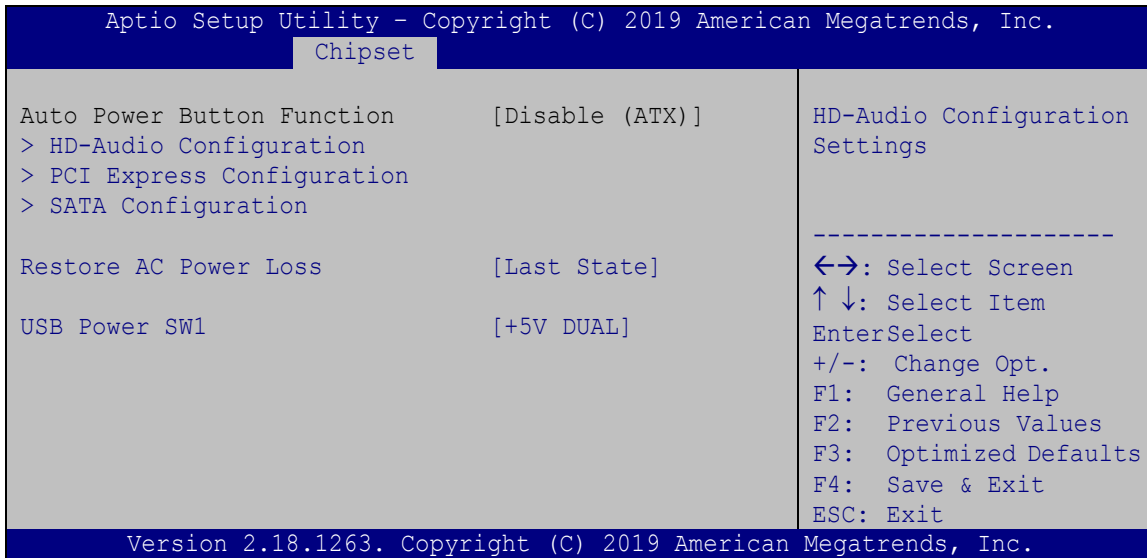 Aptio Setup Utility – Copyright (C) 2019 American Megatrends, Inc.
Chipset
Auto Power Button Function [Disable (ATX)]
> HD-Audio Configuration
> PCI Express Configuration
> SATA Configuration
Restore AC Power Loss [Last State]
USB Power SW1 [+5V DUAL]
HD-Audio Configuration
Settings
---------------------
←→: Select Screen
↑ ↓: Select Item
EnterSelect
+/-: Change Opt.
F1: General Help
F2: Previous Values
F3: Optimized Defaults
F4: Save & Exit
ESC: Exit
Version 2.18.1263. Copyright (C) 2019 American Megatrends, Inc.